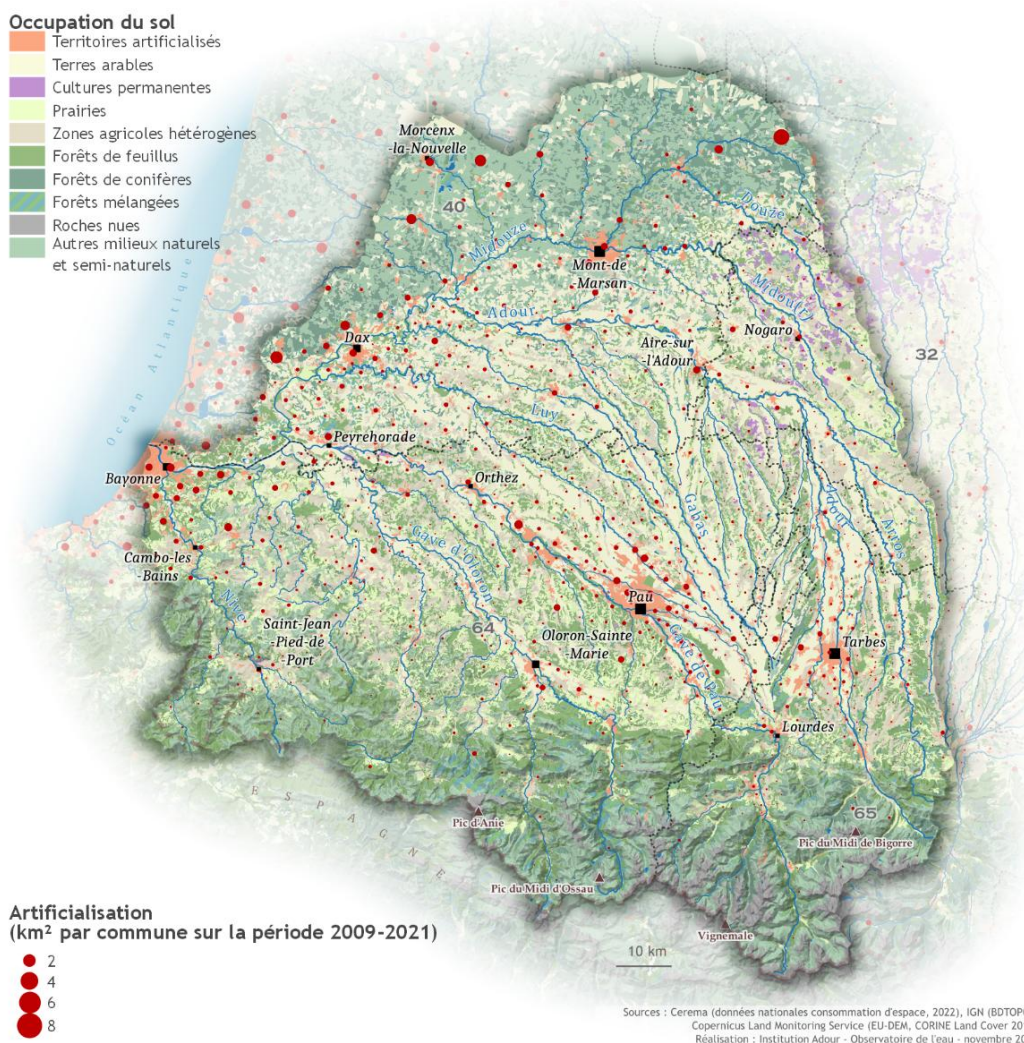 Occupation du sol
Territoires artificialisés
Terres arables
Cultures permanentes
Prairies
Zones agricoles hétérogènes
Forêts de feuillus
Forêts de conifères
Forêts mélangées
Roches nues
Autres milieux naturels
et semi-naturels
Océan Atlantique
Morcenx
-la-Nouvelle
40
Midouze
Douze
Mont-de
Marsan
Midour
Adour
Nogaro
Dax
Aire-sur
-l'Adour
32
Luy
Peyrehorade
Bayonne
Orthez
Gabas
Adour
Arros
Gave d'Oloron
Cambo-les
-Bains
Nive
Pau
Saint-Jean
-Pied-de
-Port
64
Oloron-Sainte
-Marie
Gave de Pau
Tarbes
Lourdes
ESPAGNE
Pic d'Anie
65
Pic du Midi de Bigorre
Pic du Midi d'Ossau
Vignemale
Artificialisation
(km² par commune sur la période 2009-2021)
2
4
6
8
10 km
Sources : Cerema (données nationales consommation d'espace, 2022), IGN (BDTOPO
Copernicus Land Monitoring Service (EU-DEM, CORINE Land Cover 20
Réalisation : Institution Adour - Observatoire de l'eau - novembre 20